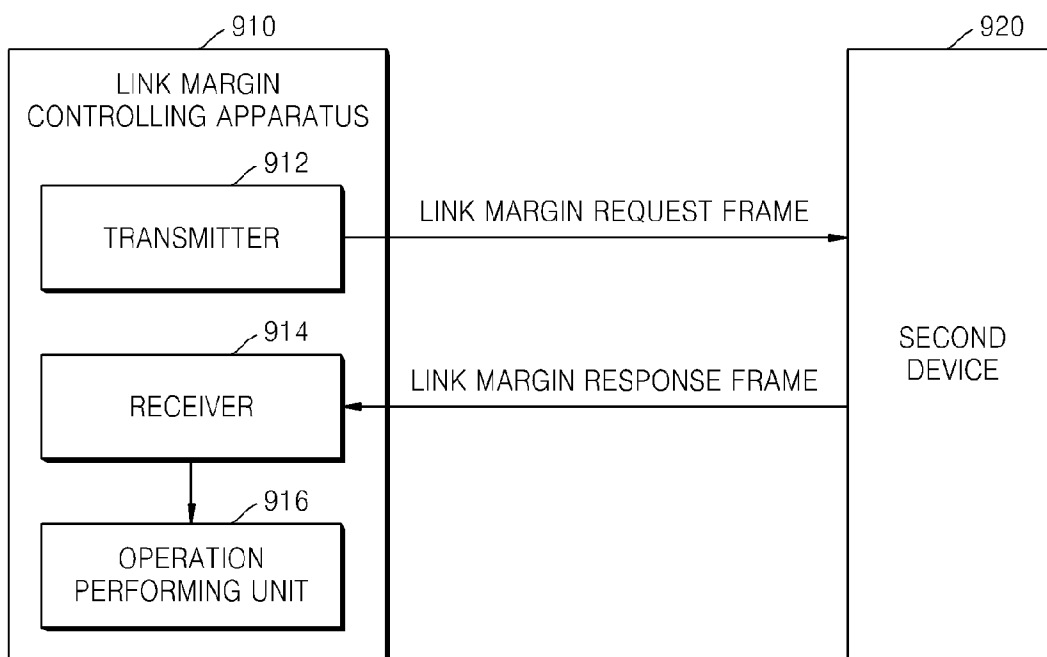 910
920
LINK MARGIN
CONTROLLING APPARATUS
912
TRANSMITTER
LINK MARGIN REQUEST FRAME
914
RECEIVER
LINK MARGIN RESPONSE FRAME
SECOND
DEVICE
916
OPERATION
PERFORMING UNIT